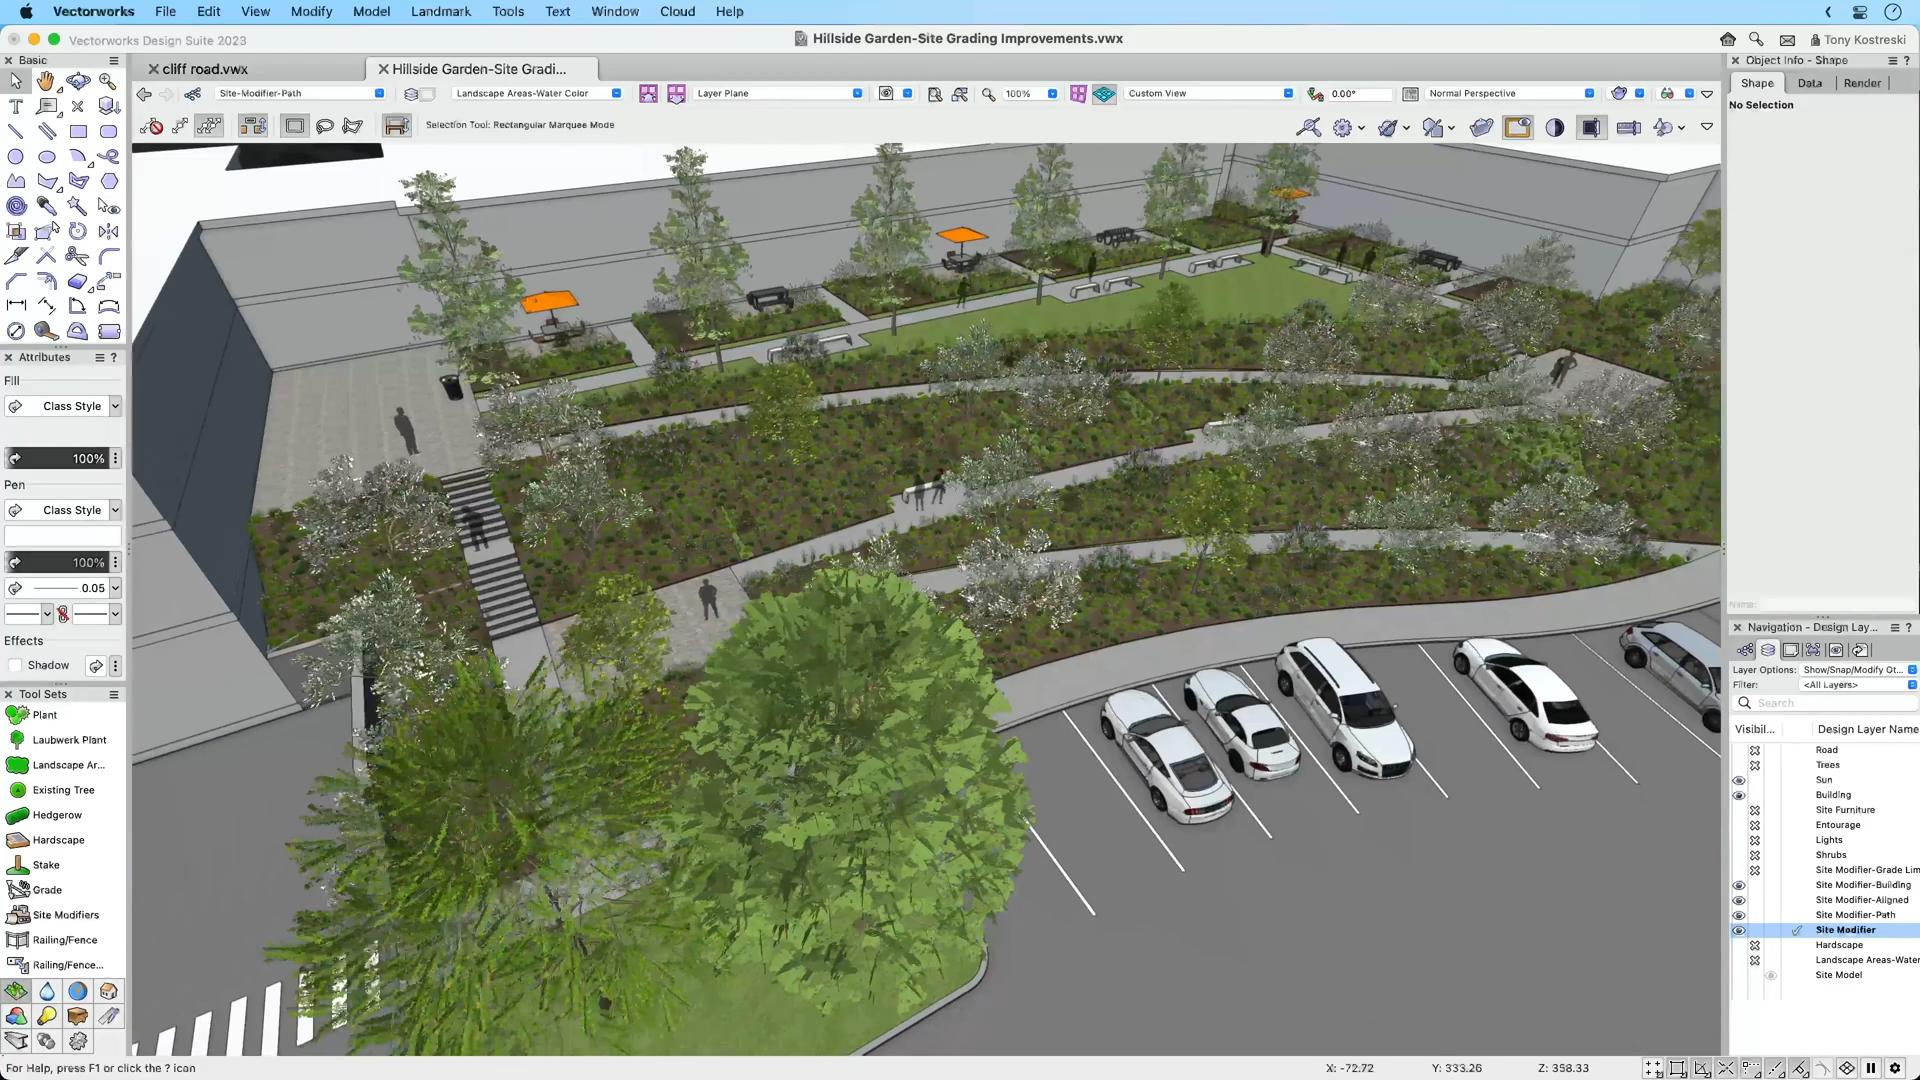 Vectorworks File Edit View Modify Model Landmark Tools Text Window Cloud Help
Vectorworks Design Suite 2023
Hillside Garden-Site Grading Improvements.vwx
Tony Kostreski
Basic
cliff road.vwx
Hillside Garden-Site Gradi...
Object Info - Shape
Site-Modifier-Path
Landscape Areas-Water Color
Layer Plane
100%
Custom View
0.00°
Normal Perspective
Shape Data Render
No Selection
Selection Tool: Rectangular Marquee Mode
Attributes
Fill
Class Style
100%
Pen
Class Style
100%
0.05
Effects
Shadow
Tool Sets
Plant
Laubwerk Plant
Landscape Ar...
Existing Tree
Hedgerow
Hardscape
Stake
Grade
Site Modifiers
Railing/Fence
Railing/Fence...
Name:
Navigation - Design Lay...
Layer Options: Show/Snap/Modify Ot...
Filter: <All Layers>
Search
Visibil... Design Layer Name
Road
Trees
Sun
Building
Site Furniture
Entourage
Lights
Shrubs
Site Modifier-Grade Lim
Site Modifier-Building
Site Modifier-Aligned
Site Modifier-Path
Site Modifier
Hardscape
Landscape Areas-Water
Site Model
For Help, press F1 or click the ? icon
X: -72.72 Y: 333.26 Z: 358.33